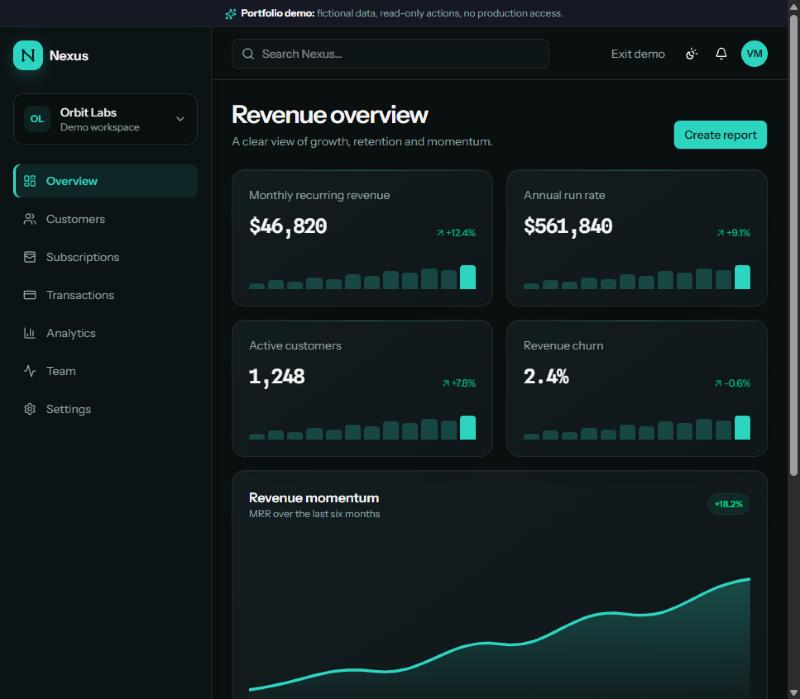 Portfolio demo: fictional data, read-only actions, no production access.
N Nexus
Search Nexus...
Exit demo
VM
OL
Orbit Labs
Demo workspace
Overview
Customers
Subscriptions
Transactions
Analytics
Team
Settings
Revenue overview
A clear view of growth, retention and momentum.
Create report
Monthly recurring revenue
$46,820
+12.4%
Annual run rate
$561,840
+9.1%
Active customers
1,248
+7.8%
Revenue churn
2.4%
-0.6%
Revenue momentum
MRR over the last six months
+18.2%